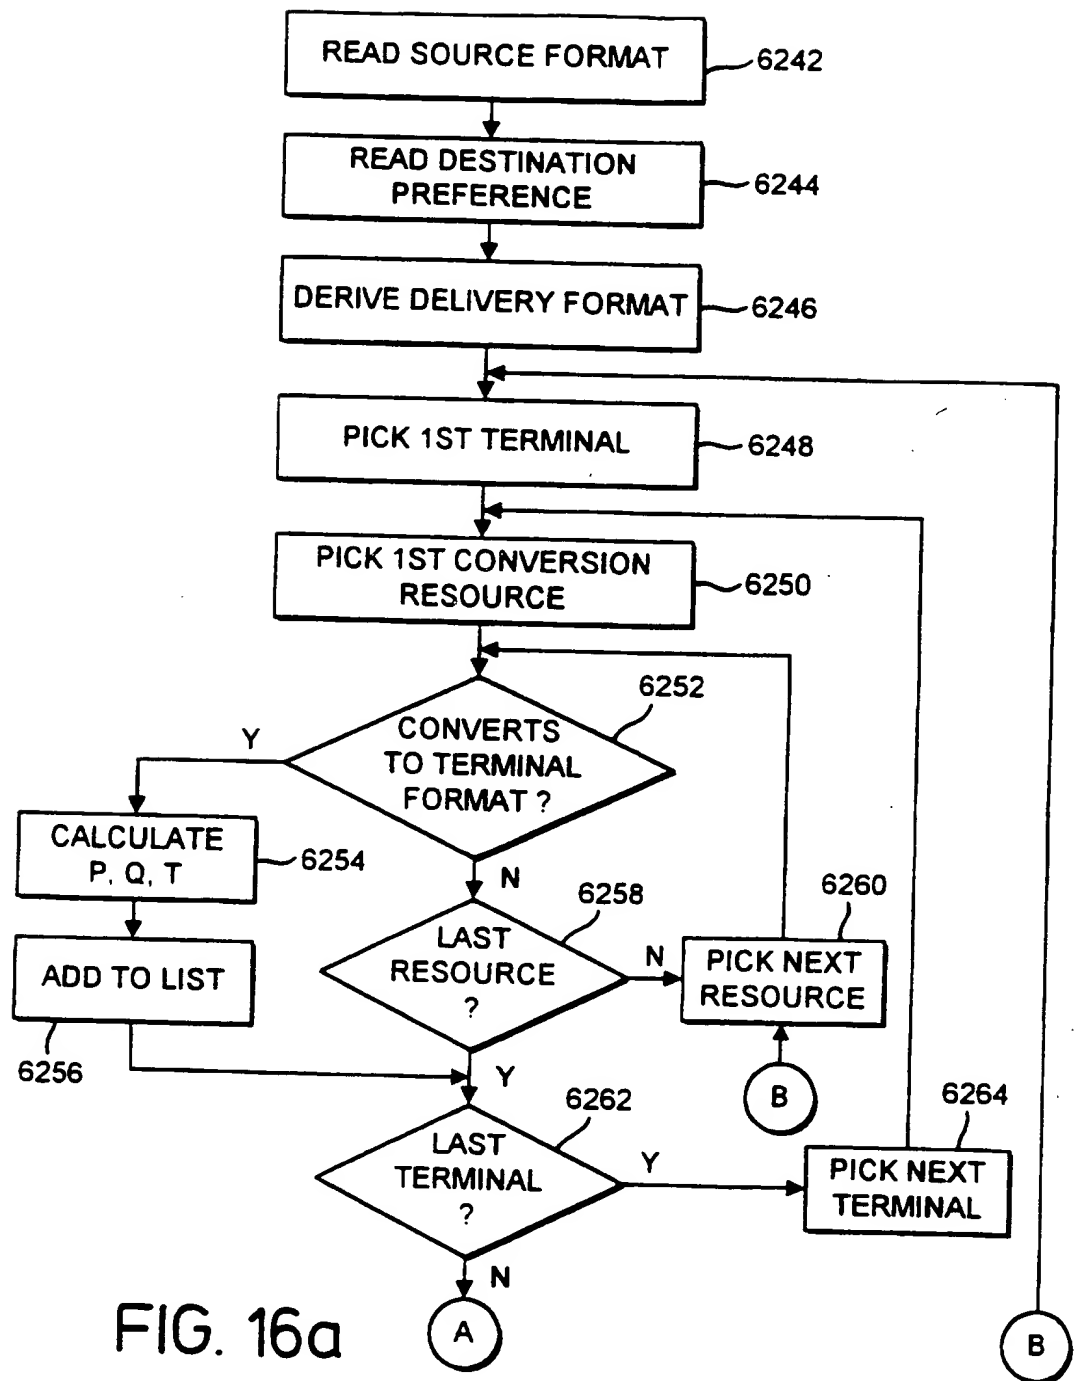 READ SOURCE FORMAT
6242
READ DESTINATION
PREFERENCE
6244
DERIVE DELIVERY FORMAT
6246
PICK 1ST TERMINAL
6248
PICK 1ST CONVERSION
RESOURCE
6250
CONVERTS
TO TERMINAL
FORMAT ?
6252
Y
CALCULATE
P, Q, T
6254
N
ADD TO LIST
6256
LAST
RESOURCE
?
6258
N
PICK NEXT
RESOURCE
6260
B
Y
LAST
TERMINAL
?
6262
Y
PICK NEXT
TERMINAL
6264
N
A
B
FIG. 16a